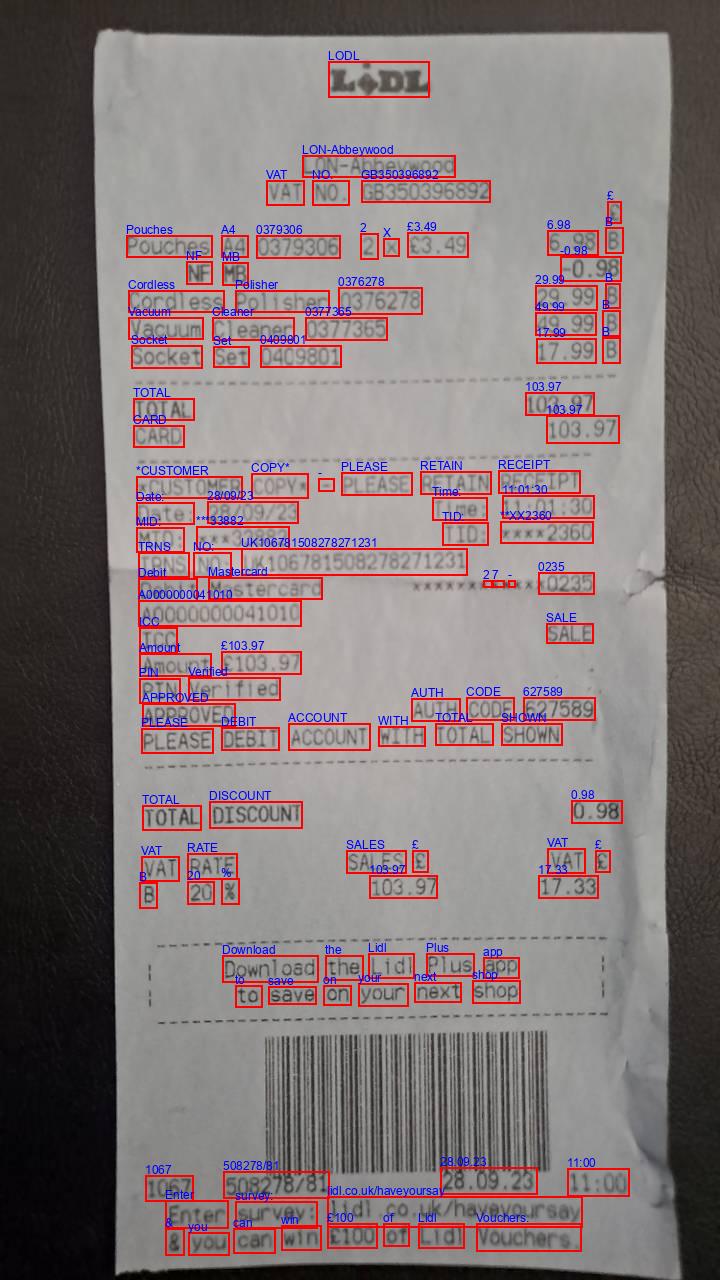 LiDL
LON-Abbeywood
VAT NO. GB350396892
£
Pouches A4 0379306 2 X £3.49 6.98 B
NF MB -0.98
Cordless Polisher 0376278 29.99 B
Vacuum Cleaner 0377365 49.99 B
Socket Set 0409801 17.99 B
TOTAL 103.97
CARD 103.97
*CUSTOMER COPY* - PLEASE RETAIN RECEIPT
Date: 28/09/23 Time: 11:01:30
MID: ***33882 TID: ****2360
TRNS NO: UK106781508278271231
Debit Mastercard ************0235
A0000000041010
ICC SALE
Amount £103.97
PIN Verified
APPROVED AUTH CODE 627589
PLEASE DEBIT ACCOUNT WITH TOTAL SHOWN
TOTAL DISCOUNT 0.98
VAT RATE SALES £ VAT £
B 20 % 103.97 17.33
Download the Lidl Plus app
to save on your next shop
1067 508278/81 28.09.23 11:00
Enter survey: lidl.co.uk/haveyoursay
& you can win £100 of Lidl Vouchers.